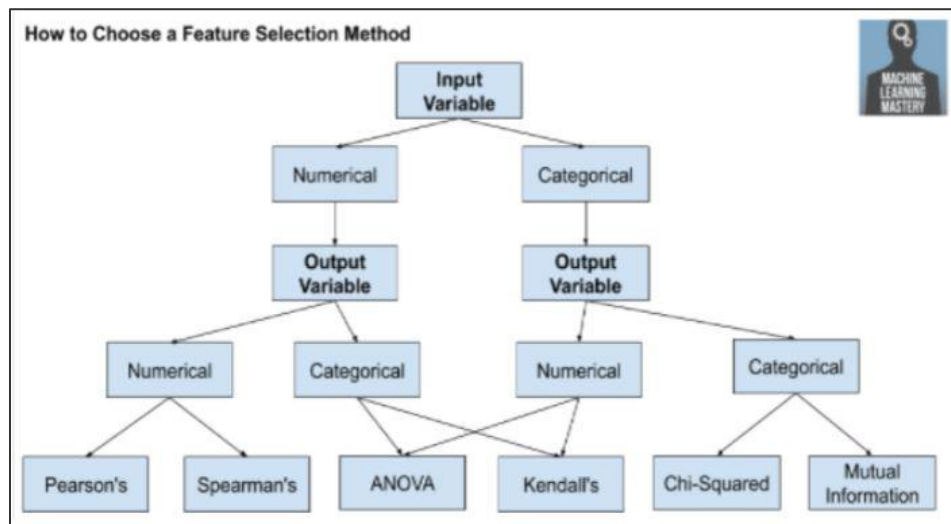 How to Choose a Feature Selection Method
MACHINE
LEARNING
MASTERY
Input
Variable
Numerical
Categorical
Output
Variable
Output
Variable
Numerical
Categorical
Numerical
Categorical
Pearson's
Spearman's
ANOVA
Kendall's
Chi-Squared
Mutual
Information